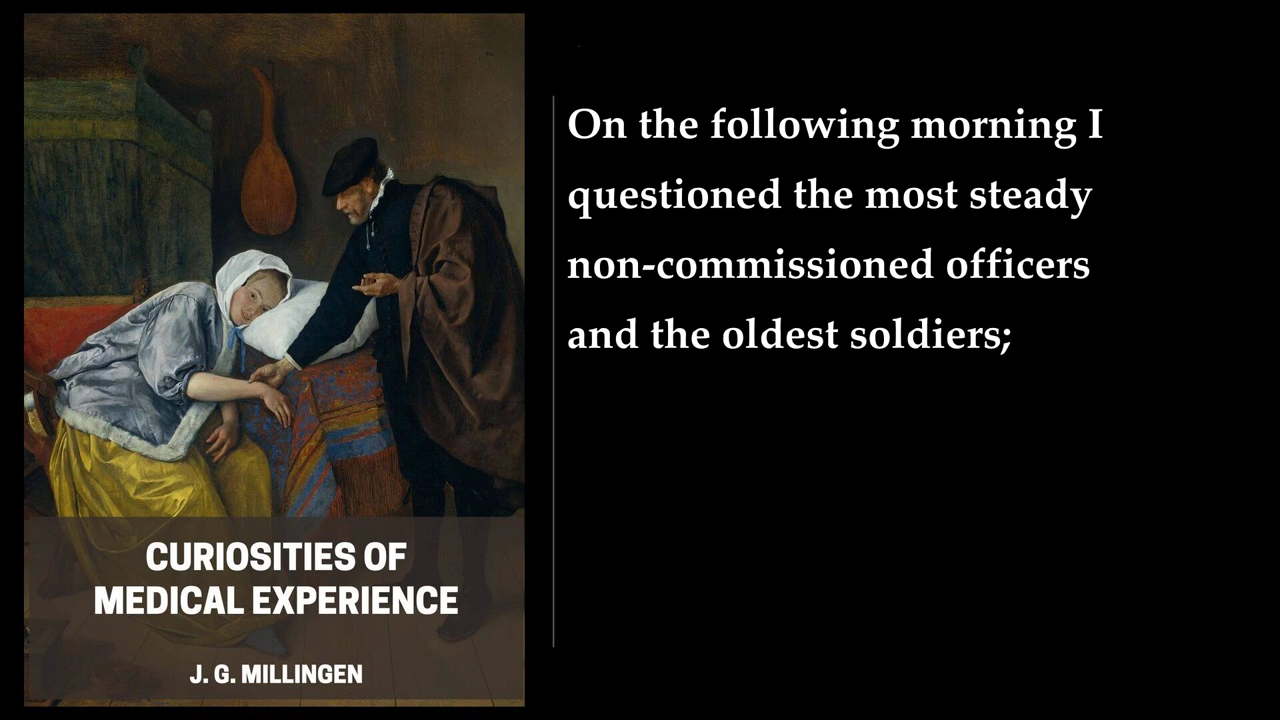 On the following morning I
questioned the most steady
non-commissioned officers
and the oldest soldiers;
CURIOSITIES OF
MEDICAL EXPERIENCE
J. G. MILLINGEN